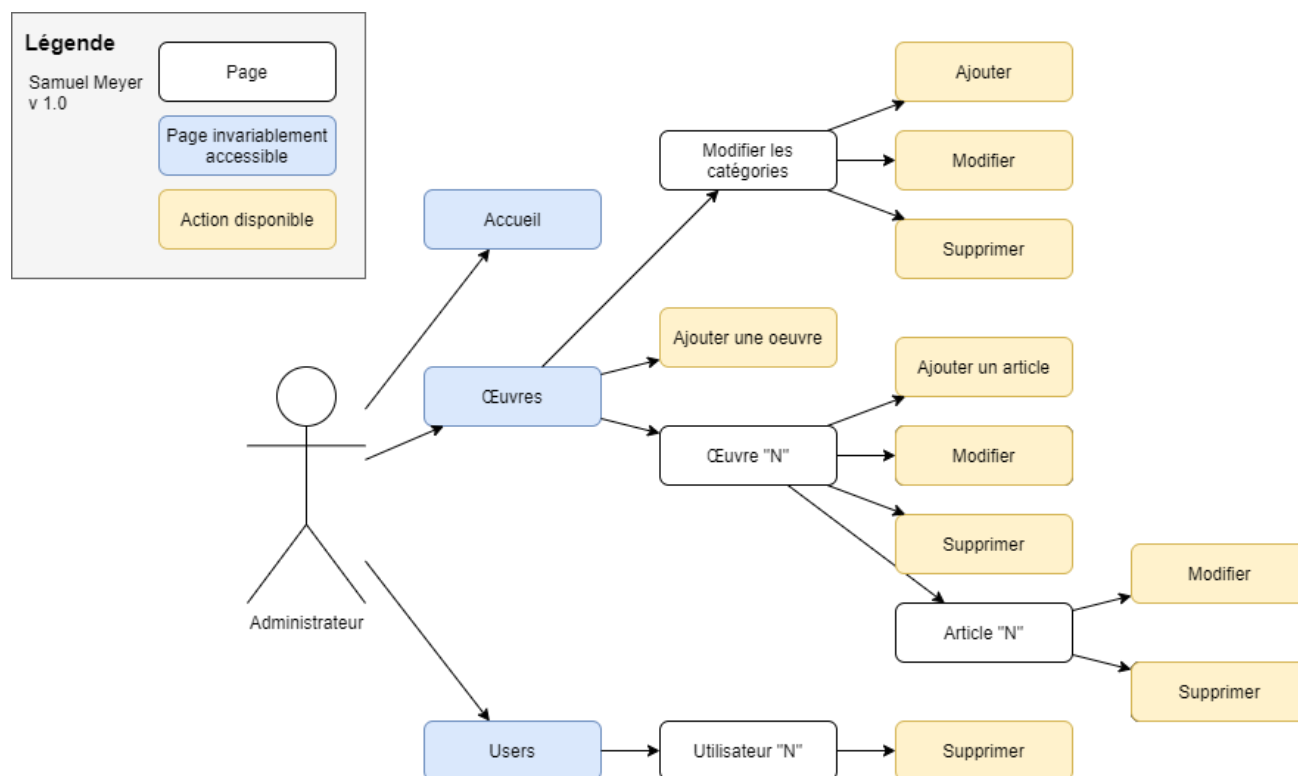 Légende
Samuel Meyer
v 1.0
Page
Page invariablement
accessible
Action disponible
Ajouter
Modifier les
catégories
Modifier
Accueil
Supprimer
Ajouter une oeuvre
Œuvres
Ajouter un article
Œuvre "N"
Modifier
Supprimer
Modifier
Administrateur
Article "N"
Supprimer
Users
Utilisateur "N"
Supprimer